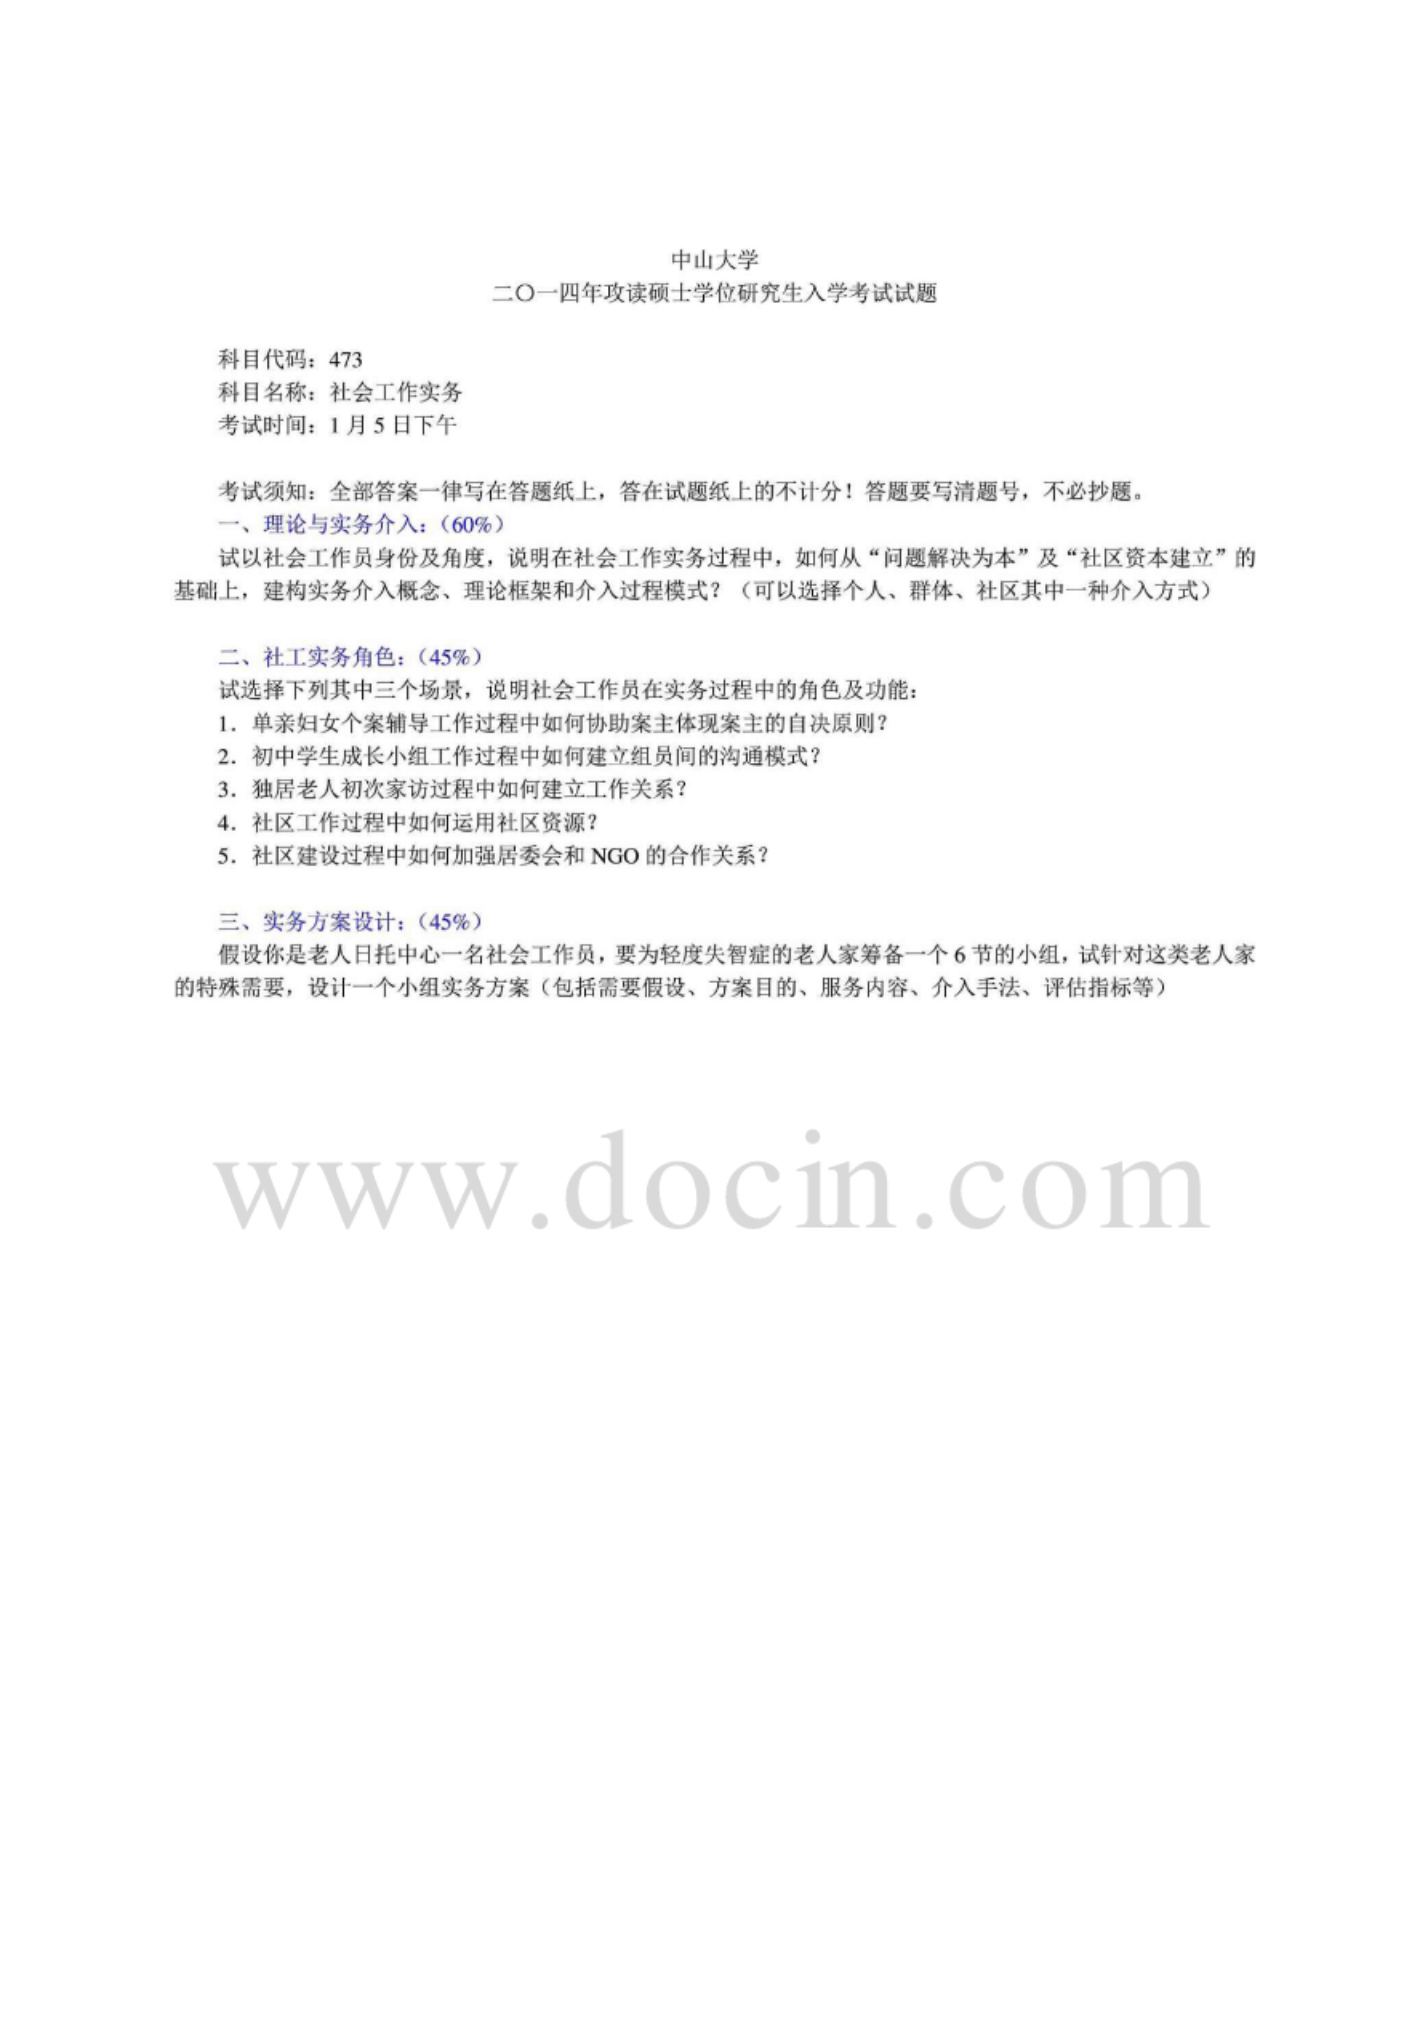 中山大学
二〇一四年攻读硕士学位研究生入学考试试题
科目代码：473
科目名称：社会工作实务
考试时间：1 月 5 日下午
考试须知：全部答案一律写在答题纸上，答在试题纸上的不计分！答题要写清题号，不必抄题。
一、理论与实务介入：（60%）
试以社会工作员身份及角度，说明在社会工作实务过程中，如何从“问题解决为本”及“社区资本建立”的
基础上，建构实务介入概念、理论框架和介入过程模式？（可以选择个人、群体、社区其中一种介入方式）
二、社工实务角色：（45%）
试选择下列其中三个场景，说明社会工作员在实务过程中的角色及功能：
1．单亲妇女个案辅导工作过程中如何协助案主体现案主的自决原则？
2．初中学生成长小组工作过程中如何建立组员间的沟通模式？
3．独居老人初次家访过程中如何建立工作关系？
4．社区工作过程中如何运用社区资源？
5．社区建设过程中如何加强居委会和 NGO 的合作关系？
三、实务方案设计：（45%）
假设你是老人日托中心一名社会工作员，要为轻度失智症的老人家筹备一个 6 节的小组，试针对这类老人家
的特殊需要，设计一个小组实务方案（包括需要假设、方案目的、服务内容、介入手法、评估指标等）
www.docin.com